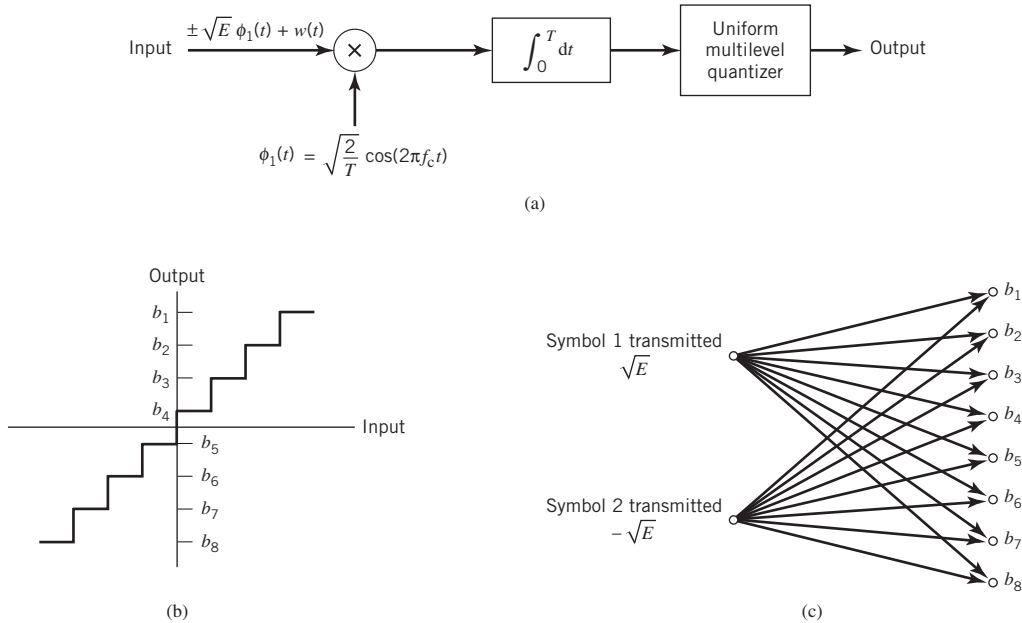 Input
± √E ϕ₁(t) + w(t)
×
∫₀ᵀ dt
Uniform
multilevel
quantizer
Output
ϕ₁(t) = √(2/T) cos(2πf_c t)
(a)
Output
b₁
b₂
b₃
b₄
Input
b₅
b₆
b₇
b₈
(b)
Symbol 1 transmitted
√E
Symbol 2 transmitted
– √E
b₁
b₂
b₃
b₄
b₅
b₆
b₇
b₈
(c)